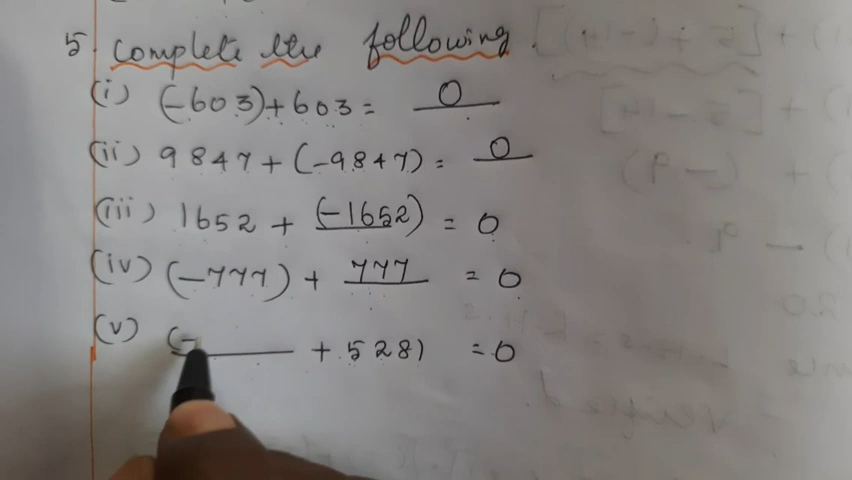 5. Complete the following.
(i) (-603) + 603 = 0
(ii) 9847 + (-9847) = 0
(iii) 1652 + (-1652) = 0
(iv) (-777) + 777 = 0
(v) (- + 5281 = 0